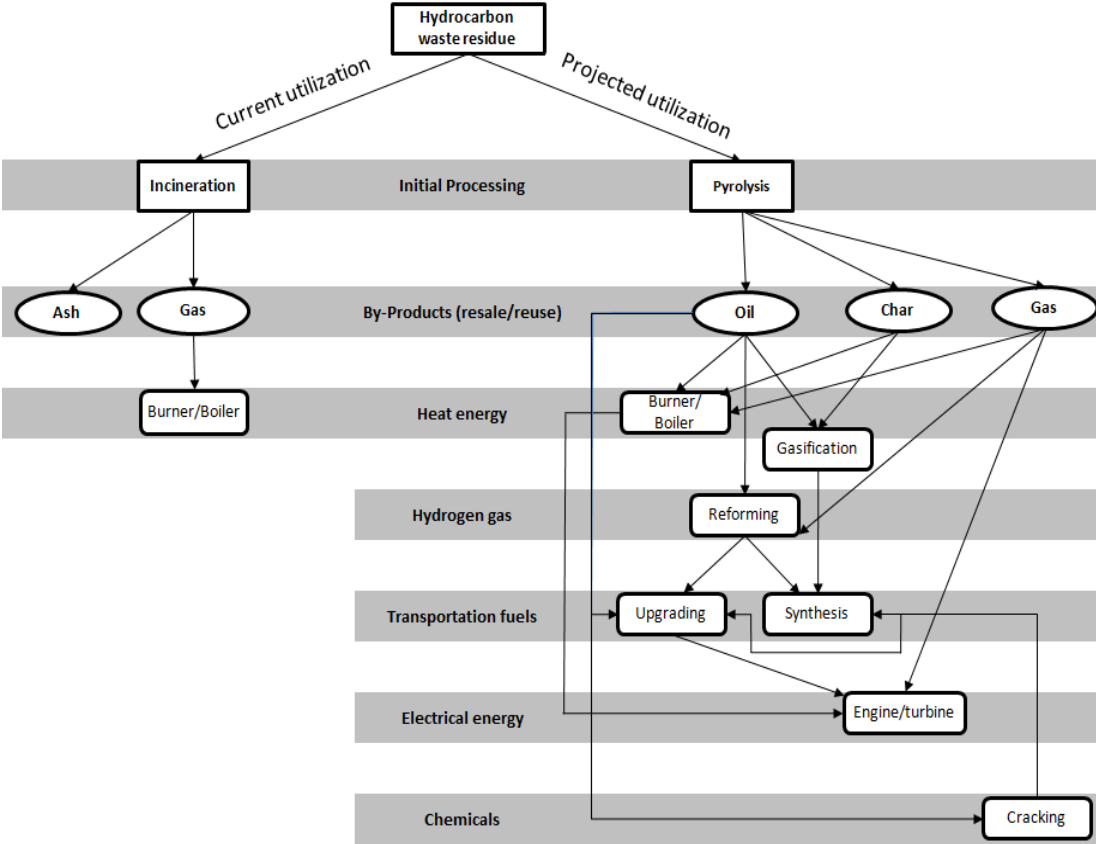 Hydrocarbon
waste residue
Current utilization
Projected utilization
Incineration
Initial Processing
Pyrolysis
Ash
Gas
By-Products (resale/reuse)
Oil
Char
Gas
Burner/Boiler
Heat energy
Burner/
Boiler
Gasification
Hydrogen gas
Reforming
Transportation fuels
Upgrading
Synthesis
Electrical energy
Engine/turbine
Chemicals
Cracking